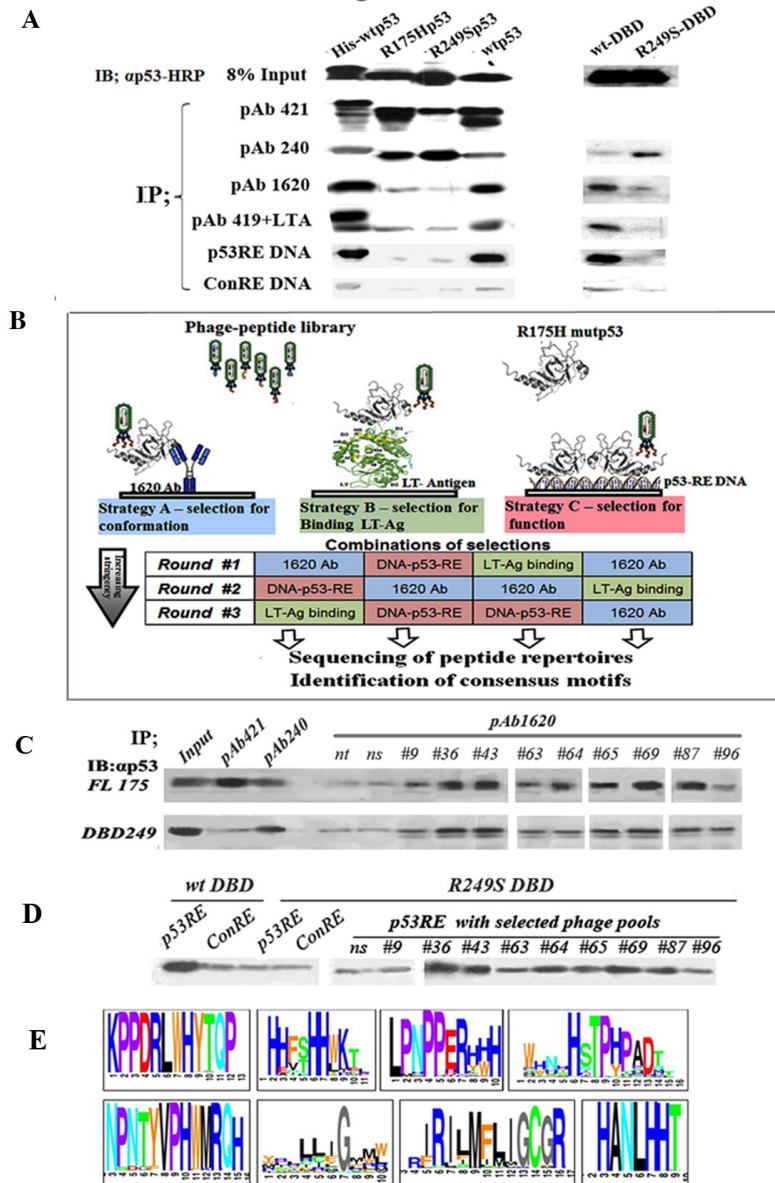 A
His-wtp53 R175Hp53 R249Sp53 wtp53 wt-DBD R249S-DBD
IB; αp53-HRP 8% Input
pAb 421
pAb 240
IP;
pAb 1620
pAb 419+LTA
p53RE DNA
ConRE DNA
B
Phage-peptide library
R175H mutp53
1620 Ab
LT- Antigen
p53-RE DNA
Strategy A – selection for conformation
Strategy B – selection for Binding LT-Ag
Strategy C – selection for function
Increasing stringency
Combinations of selections
Round #1 1620 Ab DNA-p53-RE LT-Ag binding 1620 Ab
Round #2 DNA-p53-RE 1620 Ab 1620 Ab LT-Ag binding
Round #3 LT-Ag binding DNA-p53-RE DNA-p53-RE 1620 Ab
Sequencing of peptide repertoires
Identification of consensus motifs
C
IP; Input pAb421 pAb240 pAb1620
nt ns #9 #36 #43 #63 #64 #65 #69 #87 #96
IB:αp53
FL 175
DBD249
D
wt DBD R249S DBD
p53RE ConRE p53RE ConRE p53RE with selected phage pools
ns #9 #36 #43 #63 #64 #65 #69 #87 #96
E
KPPDRLWHYTQP
LPNPPER
HSTPHPADT
NPNTYVPHWMRQH
GCGR
HANLHHT